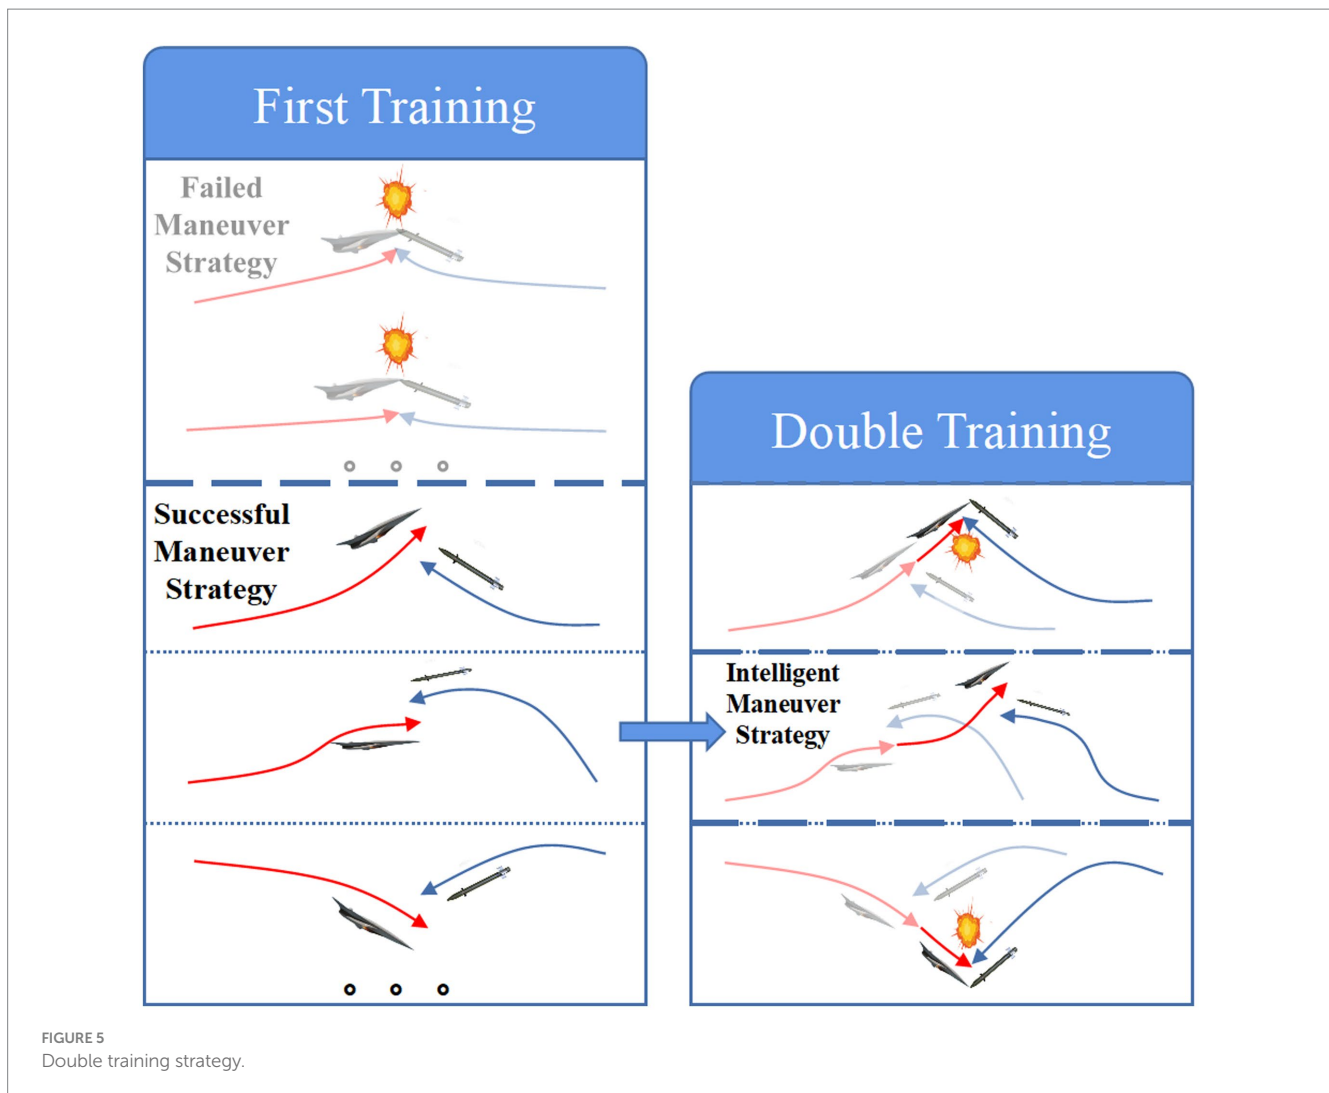 First Training
Failed
Maneuver
Strategy
Successful
Maneuver
Strategy
Double Training
Intelligent
Maneuver
Strategy
FIGURE 5
Double training strategy.